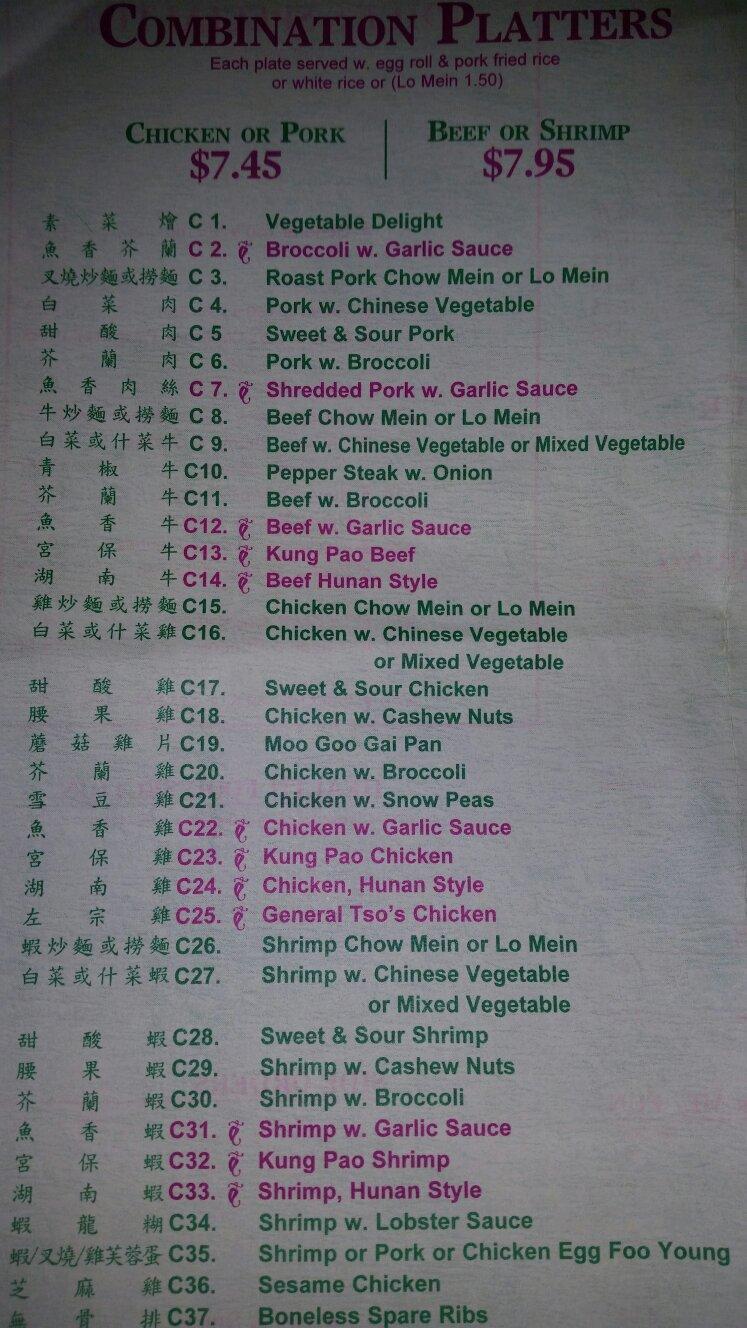 COMBINATION PLATTERS
Each plate served w. egg roll & pork fried rice
or white rice or (Lo Mein 1.50)
CHICKEN OR PORK BEEF OR SHRIMP
$7.45 $7.95
素菜燴 C 1. Vegetable Delight
魚香芥蘭 C 2. Broccoli w. Garlic Sauce
叉燒炒麵或撈麵 C 3. Roast Pork Chow Mein or Lo Mein
白菜肉 C 4. Pork w. Chinese Vegetable
甜酸肉 C 5 Sweet & Sour Pork
芥蘭肉 C 6. Pork w. Broccoli
魚香肉絲 C 7. Shredded Pork w. Garlic Sauce
牛炒麵或撈麵 C 8. Beef Chow Mein or Lo Mein
白菜或什菜牛 C 9. Beef w. Chinese Vegetable or Mixed Vegetable
青椒牛 C10. Pepper Steak w. Onion
芥蘭牛 C11. Beef w. Broccoli
魚香牛 C12. Beef w. Garlic Sauce
宮保牛 C13. Kung Pao Beef
湖南牛 C14. Beef Hunan Style
雞炒麵或撈麵 C15. Chicken Chow Mein or Lo Mein
白菜或什菜雞 C16. Chicken w. Chinese Vegetable
or Mixed Vegetable
甜酸雞 C17. Sweet & Sour Chicken
腰果雞 C18. Chicken w. Cashew Nuts
蘑菇雞片 C19. Moo Goo Gai Pan
芥蘭雞 C20. Chicken w. Broccoli
雪豆雞 C21. Chicken w. Snow Peas
魚香雞 C22. Chicken w. Garlic Sauce
宮保雞 C23. Kung Pao Chicken
湖南雞 C24. Chicken, Hunan Style
左宗雞 C25. General Tso's Chicken
蝦炒麵或撈麵 C26. Shrimp Chow Mein or Lo Mein
白菜或什菜蝦 C27. Shrimp w. Chinese Vegetable
or Mixed Vegetable
甜酸蝦 C28. Sweet & Sour Shrimp
腰果蝦 C29. Shrimp w. Cashew Nuts
芥蘭蝦 C30. Shrimp w. Broccoli
魚香蝦 C31. Shrimp w. Garlic Sauce
宮保蝦 C32. Kung Pao Shrimp
湖南蝦 C33. Shrimp, Hunan Style
蝦龍糊 C34. Shrimp w. Lobster Sauce
蝦/叉燒/雞芙蓉蛋 C35. Shrimp or Pork or Chicken Egg Foo Young
芝麻雞 C36. Sesame Chicken
無骨排 C37. Boneless Spare Ribs